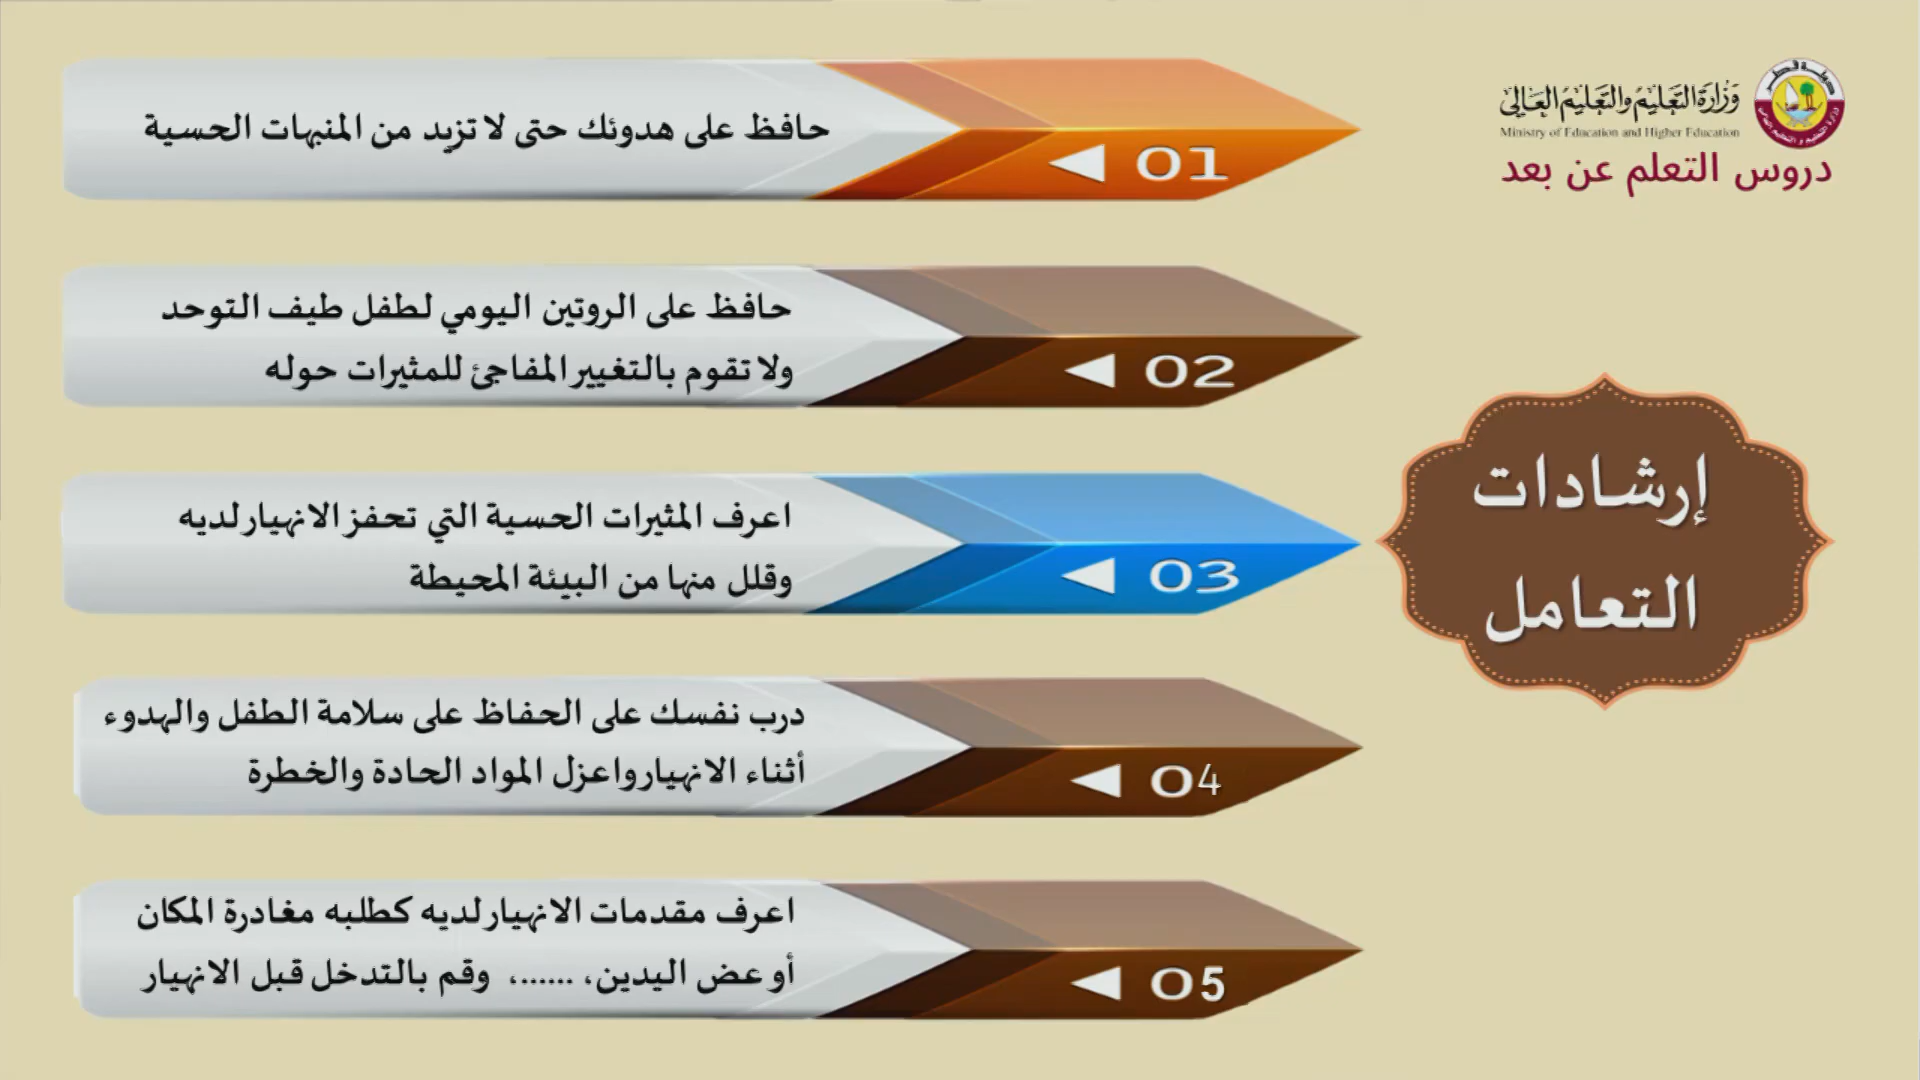 وزارة التعليم والتعليم العالي
Ministry of Education and Higher Education
دروس التعلم عن بعد
إرشادات
التعامل
01
حافظ على هدوئك حتى لا تزيد من المنبهات الحسية
02
حافظ على الروتين اليومي لطفل طيف التوحد
ولا تقوم بالتغيير المفاجئ للمثيرات حوله
03
اعرف المثيرات الحسية التي تحفز الانهيار لديه
وقلل منها من البيئة المحيطة
04
درب نفسك على الحفاظ على سلامة الطفل والهدوء
أثناء الانهيار واعزل المواد الحادة والخطرة
05
اعرف مقدمات الانهيار لديه كطلبه مغادرة المكان
أو عض اليدين، ......، وقم بالتدخل قبل الانهيار